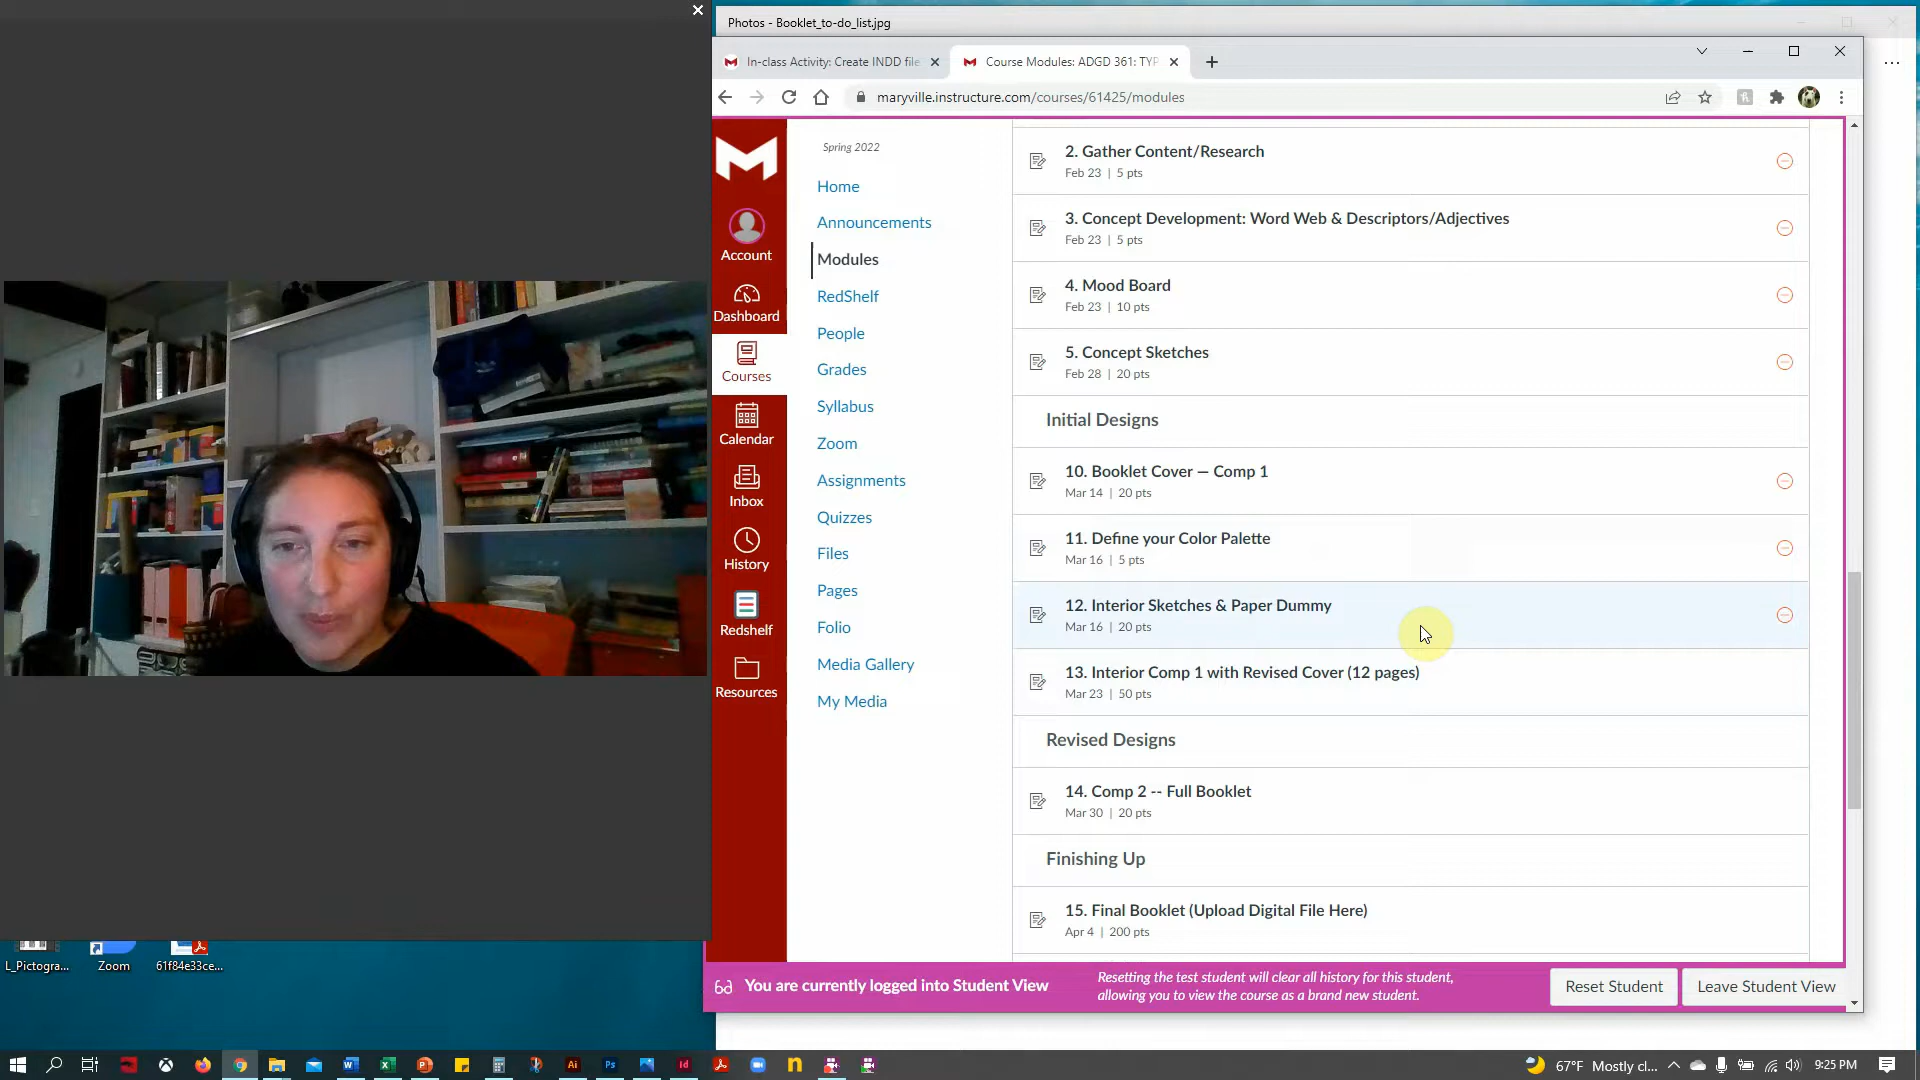 Photos - Booklet_to-do_list.jpg
In-class Activity: Create INDD file
Course Modules: ADGD 361: TYP
maryville.instructure.com/courses/61425/modules
Account
Dashboard
Courses
Calendar
Inbox
History
Redshelf
Resources
Spring 2022
Home
Announcements
Modules
RedShelf
People
Grades
Syllabus
Zoom
Assignments
Quizzes
Files
Pages
Folio
Media Gallery
My Media
2. Gather Content/Research
Feb 23 | 5 pts
3. Concept Development: Word Web & Descriptors/Adjectives
Feb 23 | 5 pts
4. Mood Board
Feb 23 | 10 pts
5. Concept Sketches
Feb 28 | 20 pts
Initial Designs
10. Booklet Cover — Comp 1
Mar 14 | 20 pts
11. Define your Color Palette
Mar 16 | 5 pts
12. Interior Sketches & Paper Dummy
Mar 16 | 20 pts
13. Interior Comp 1 with Revised Cover (12 pages)
Mar 23 | 50 pts
Revised Designs
14. Comp 2 -- Full Booklet
Mar 30 | 20 pts
Finishing Up
15. Final Booklet (Upload Digital File Here)
Apr 4 | 200 pts
You are currently logged into Student View
Resetting the test student will clear all history for this student,
allowing you to view the course as a brand new student.
Reset Student
Leave Student View
L_Pictogra...
Zoom
61f84e33ce...
67°F Mostly cl...
9:25 PM